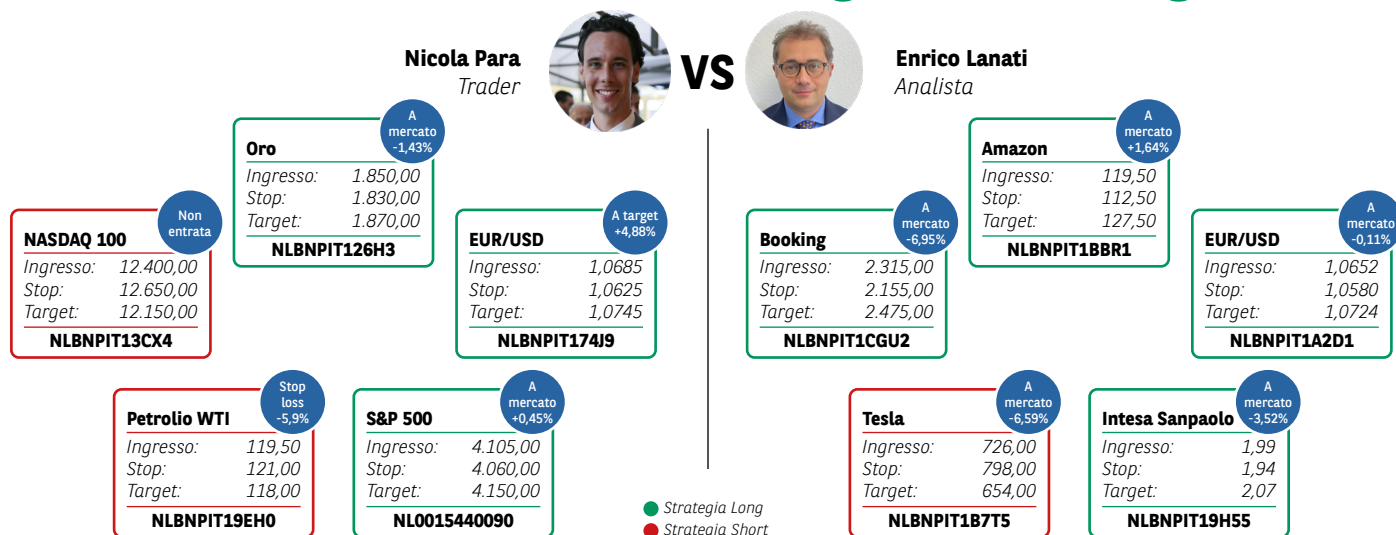 Nicola Para
Trader
VS
Enrico Lanati
Analista
A
mercato
-1,43%
Oro
Ingresso: 1.850,00
Stop: 1.830,00
Target: 1.870,00
NLBNPIT126H3
Non
entrata
NASDAQ 100
Ingresso: 12.400,00
Stop: 12.650,00
Target: 12.150,00
NLBNPIT13CX4
A target
+4,88%
EUR/USD
Ingresso: 1,0685
Stop: 1,0625
Target: 1,0745
NLBNPIT174J9
Stop
loss
-5,9%
Petrolio WTI
Ingresso: 119,50
Stop: 121,00
Target: 118,00
NLBNPIT19EH0
A
mercato
+0,45%
S&P 500
Ingresso: 4.105,00
Stop: 4.060,00
Target: 4.150,00
NL0015440090
A
mercato
+1,64%
Amazon
Ingresso: 119,50
Stop: 112,50
Target: 127,50
NLBNPIT1BBR1
A
mercato
-6,95%
Booking
Ingresso: 2.315,00
Stop: 2.155,00
Target: 2.475,00
NLBNPIT1CGU2
A
mercato
-0,11%
EUR/USD
Ingresso: 1,0652
Stop: 1,0580
Target: 1,0724
NLBNPIT1A2D1
A
mercato
-6,59%
Tesla
Ingresso: 726,00
Stop: 798,00
Target: 654,00
NLBNPIT1B7T5
A
mercato
-3,52%
Intesa Sanpaolo
Ingresso: 1,99
Stop: 1,94
Target: 2,07
NLBNPIT19H55
Strategia Long
Strategia Short